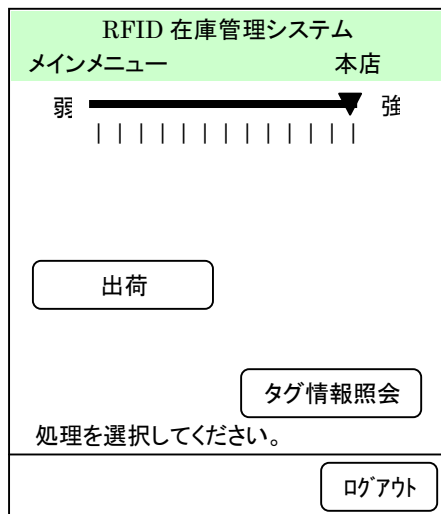 RFID 在庫管理システム
メインメニュー 本店
弱 強
出荷
タグ情報照会
処理を選択してください。
ﾛｸﾞｱｳﾄ